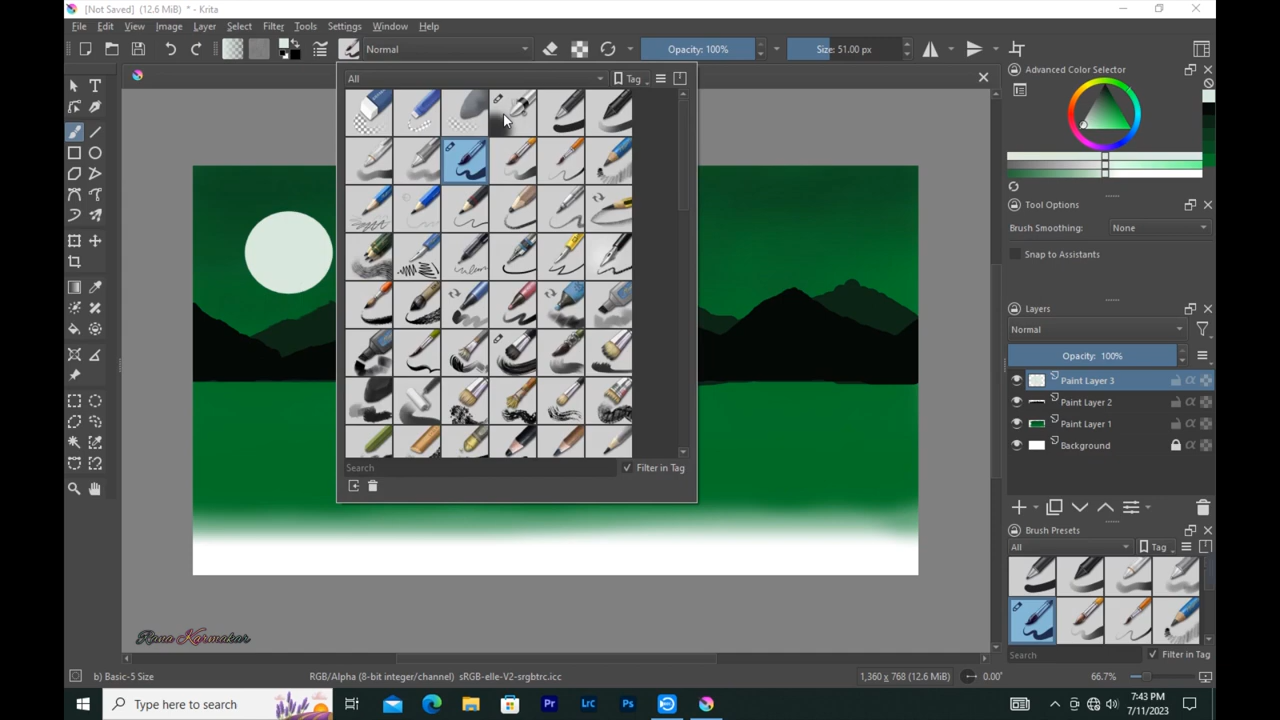 [Not Saved] (12.6 MiB) * - Krita
File Edit View Image Layer Select Filter Tools Settings Window Help
Normal Opacity: 100% Size: 51.00 px
All Tag
Search Filter in Tag
Advanced Color Selector
Tool Options
Brush Smoothing: None
Snap to Assistants
Layers
Normal
Opacity: 100%
Paint Layer 3
Paint Layer 2
Paint Layer 1
Background
Brush Presets
All Tag
Search Filter in Tag
Rana Karmakar
b) Basic-5 Size RGB/Alpha (8-bit integer/channel) sRGB-elle-V2-srgbtrc.icc 1,360 x 768 (12.6 MiB) 0.00° 66.7%
Type here to search Pr Lrc Ps 7:43 PM
7/11/2023